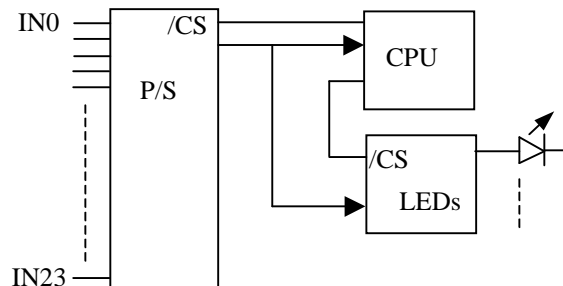 IN0
/CS
CPU
P/S
/CS
LEDs
IN23